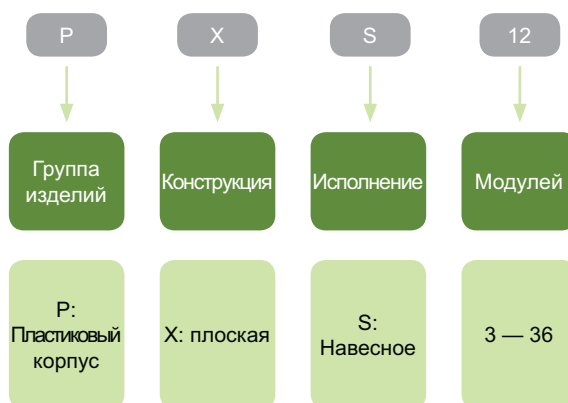 P X S 12
Группа
изделий
Конструкция
Исполнение
Модулей
P:
Пластиковый
корпус
X: плоская
S:
Навесное
3 — 36